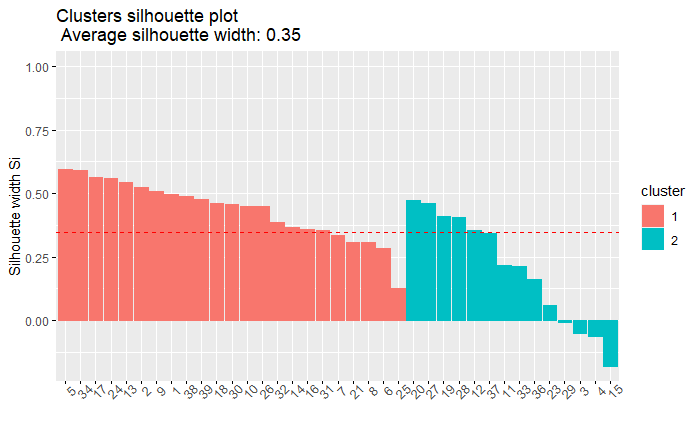 Clusters silhouette plot
Average silhouette width: 0.35
1.00
0.75
0.50
0.25
0.00
Silhouette width Si
5 34 17 24 13 2 9 1 38 39 18 30 10 26 32 14 16 31 7 21 8 6 25 20 27 19 28 12 37 11 33 35 36 23 29 3 4 15
cluster
1
2